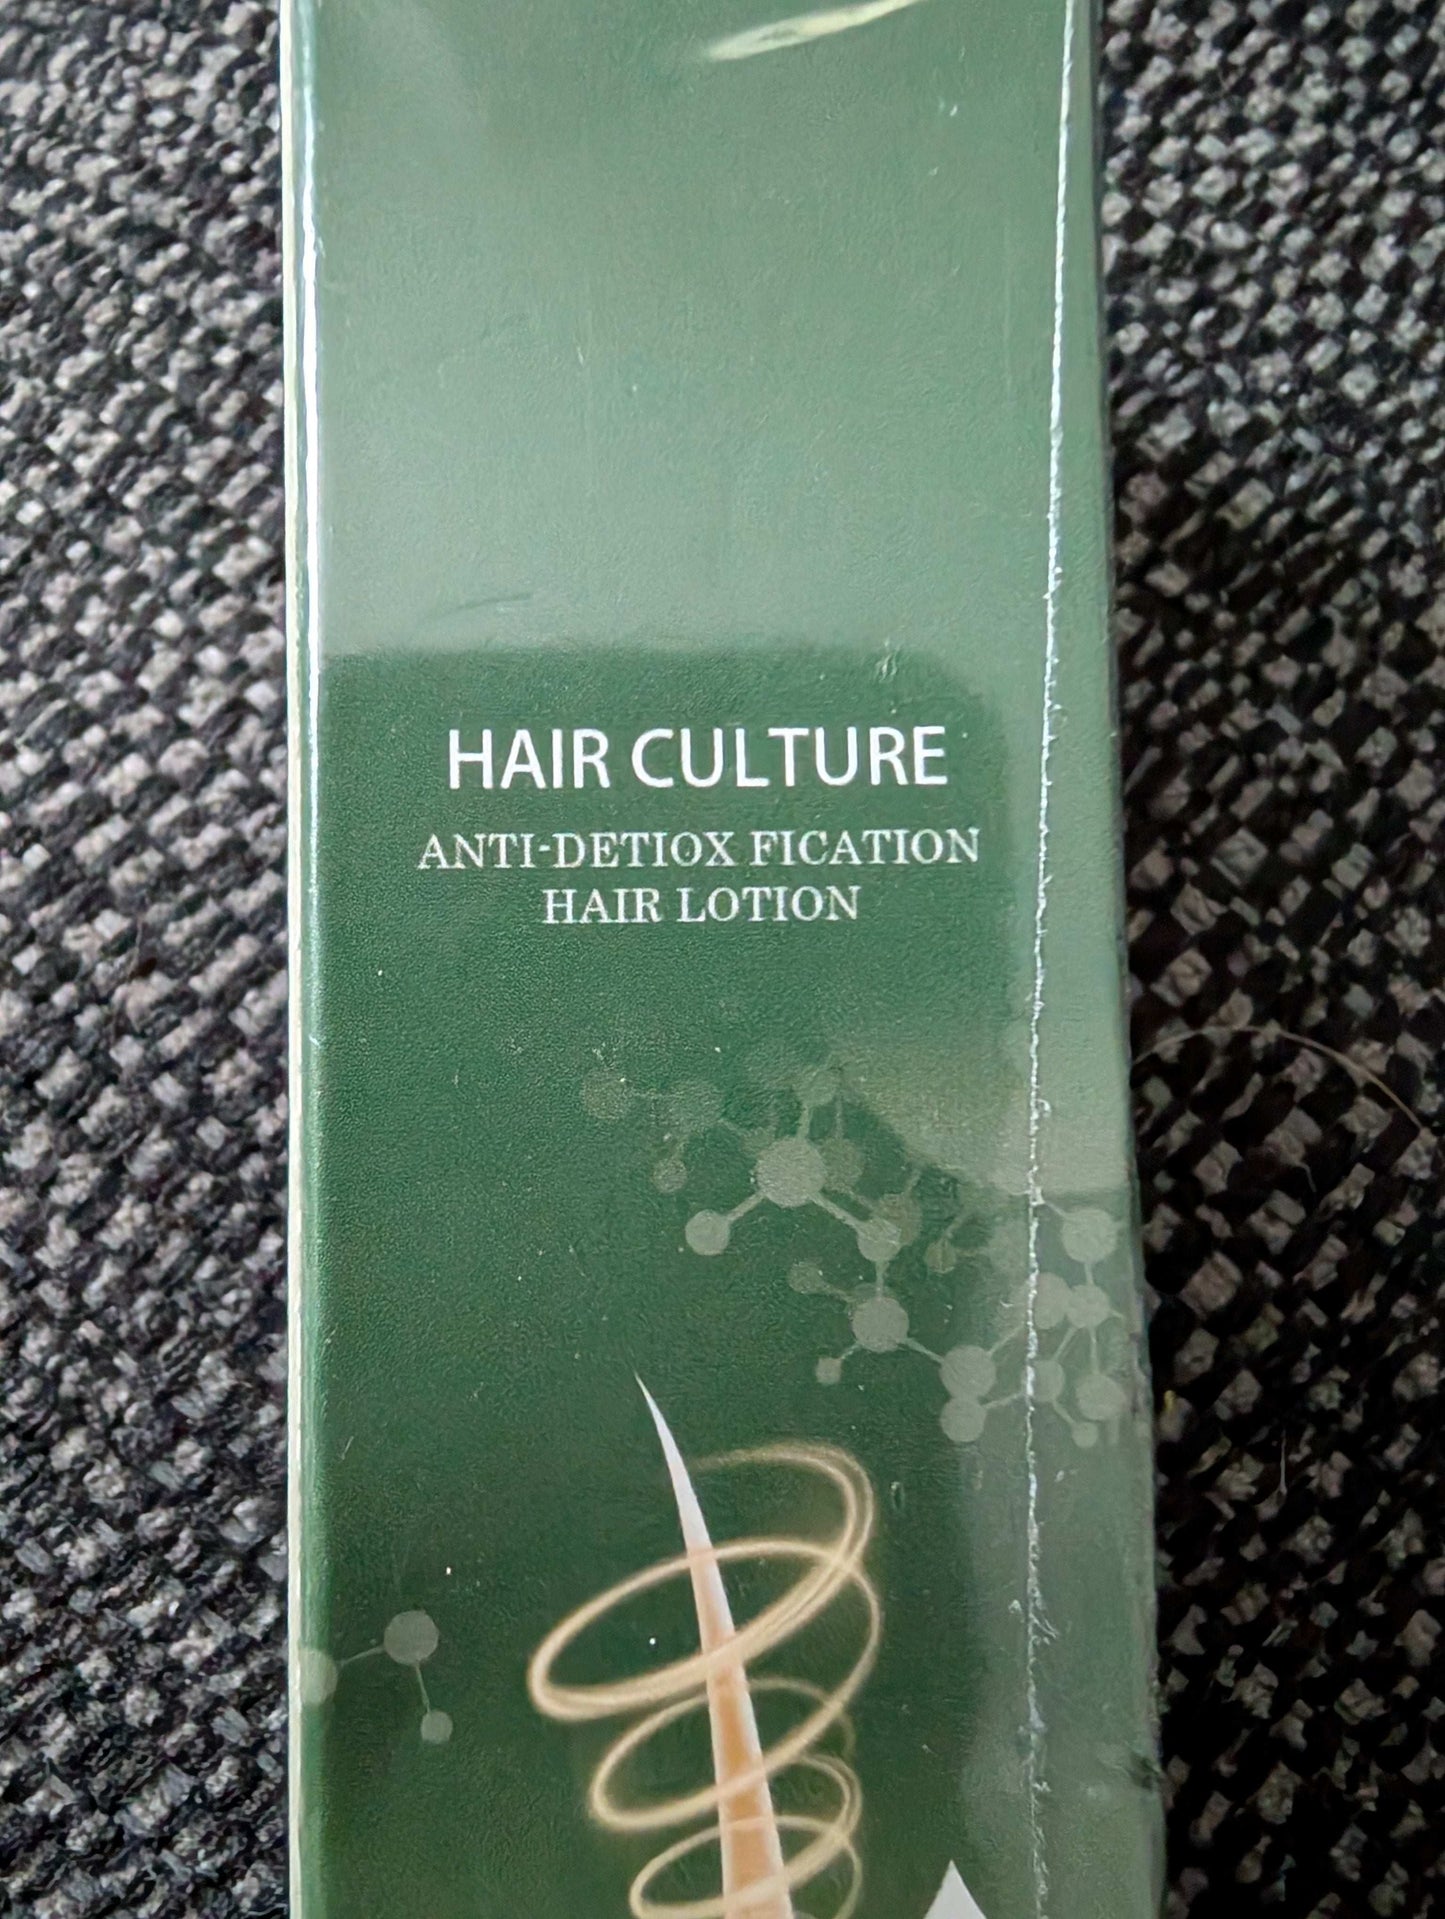 HAIR CULTURE
ANTI-DETIOX FICATION
HAIR LOTION